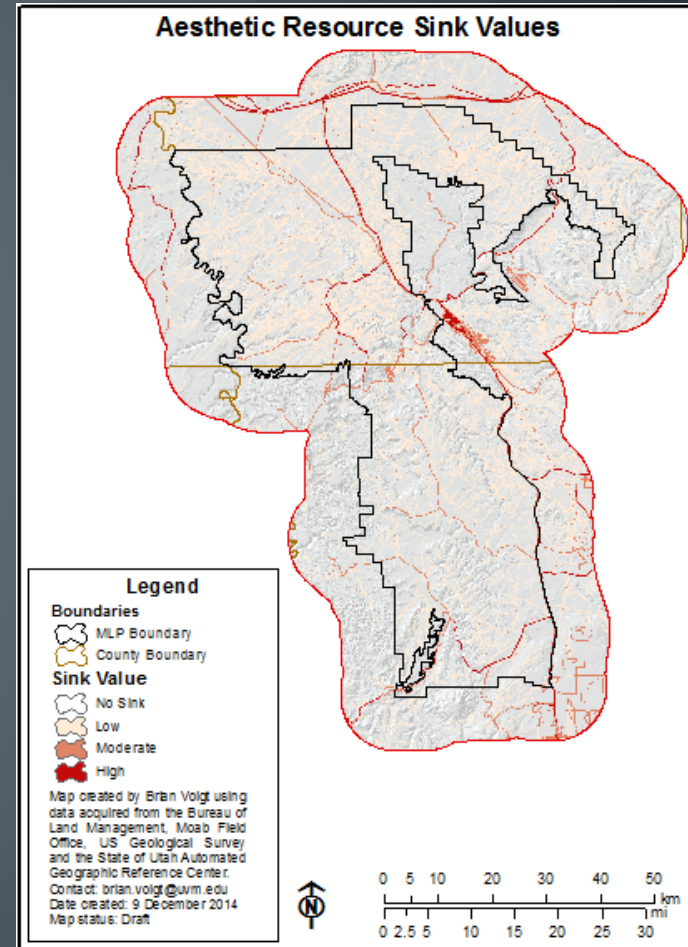 Aesthetic Resource Sink Values
Legend
Boundaries
MLP Boundary
County Boundary
Sink Value
No Sink
Low
Moderate
High
Map created by Brian Voigt using
data acquired from the Bureau of
Land Management, Moab Field
Office, US Geological Survey
and the State of Utah Automated
Geographic Reference Center.
Contact: brian.voigt@uvm.edu
Date created: 9 December 2014
Map status: Draft
N
0 5 10 20 30 40 50
km
mi
0 2.5 5 10 15 20 25 30